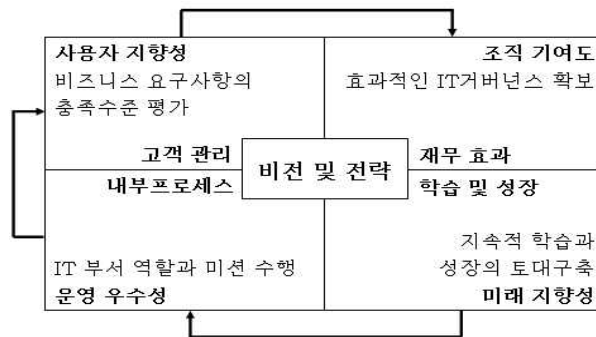 사용자 지향성
비즈니스 요구사항의
충족수준 평가
고객 관리
조직 기여도
효과적인 IT거버넌스 확보
재무 효과
비전 및 전략
내부프로세스
IT 부서 역할과 미션 수행
운영 우수성
학습 및 성장
지속적 학습과
성장의 토대구축
미래 지향성